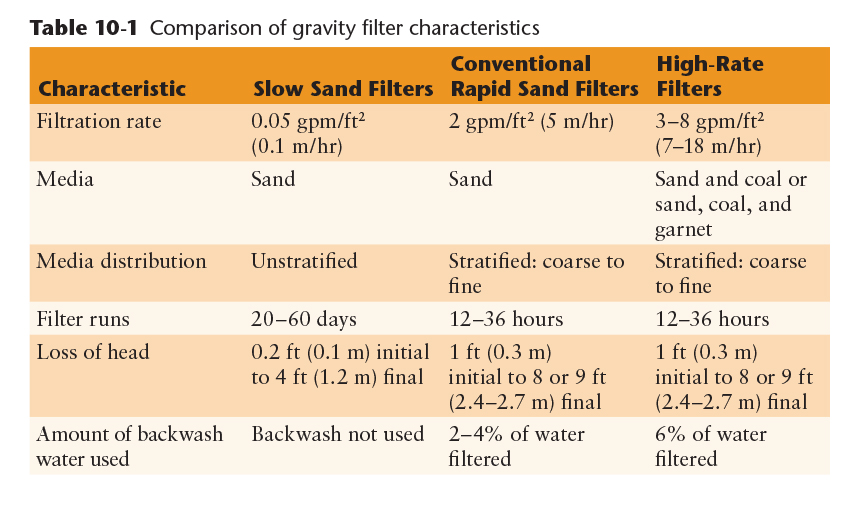 Table 10-1 Comparison of gravity filter characteristics
Characteristic
Slow Sand Filters
Conventional
Rapid Sand Filters
High-Rate
Filters
Filtration rate
0.05 gpm/ft²
(0.1 m/hr)
2 gpm/ft² (5 m/hr)
3–8 gpm/ft²
(7–18 m/hr)
Media
Sand
Sand
Sand and coal or
sand, coal, and
garnet
Media distribution
Unstratified
Stratified: coarse to
fine
Stratified: coarse
to fine
Filter runs
20–60 days
12–36 hours
12–36 hours
Loss of head
0.2 ft (0.1 m) initial
to 4 ft (1.2 m) final
1 ft (0.3 m)
initial to 8 or 9 ft
(2.4–2.7 m) final
1 ft (0.3 m)
initial to 8 or 9 ft
(2.4–2.7 m) final
Amount of backwash
water used
Backwash not used
2–4% of water
filtered
6% of water
filtered